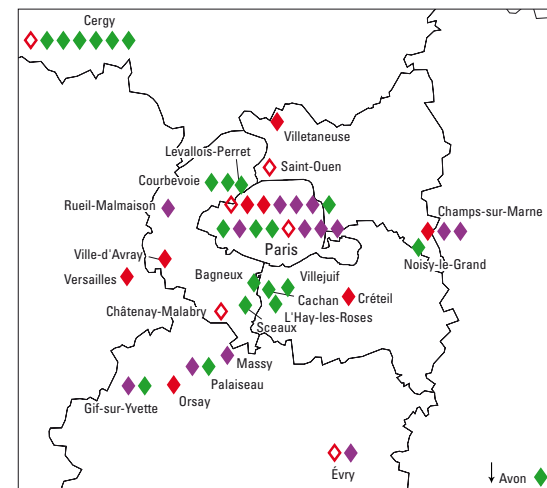 Cergy
Villetaneuse
Levallois-Perret
Saint-Ouen
Courbevoie
Rueil-Malmaison
Champs-sur-Marne
Paris
Noisy-le-Grand
Ville-d'Avray
Versailles
Bagneux
Villejuif
Cachan
Créteil
Châtenay-Malabry
L'Hay-les-Roses
Sceaux
Massy
Palaiseau
Gif-sur-Yvette
Orsay
Évry
Avon